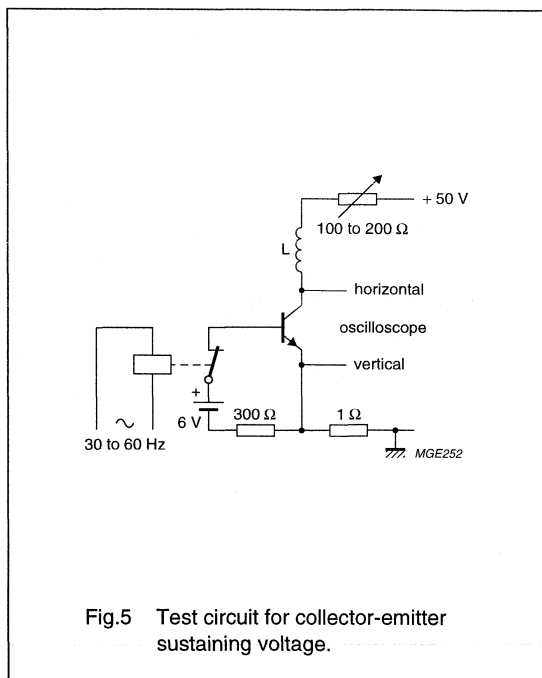 + 50 V
100 to 200 Ω
L
horizontal
oscilloscope
vertical
+
6 V
300 Ω
1 Ω
30 to 60 Hz
MGE252
Fig.5 Test circuit for collector-emitter
sustaining voltage.